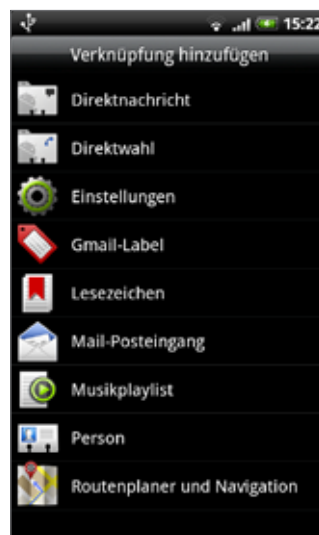 15:22
Verknüpfung hinzufügen
Direktnachricht
Direktwahl
Einstellungen
Gmail-Label
Lesezeichen
Mail-Posteingang
Musikplaylist
Person
Routenplaner und Navigation